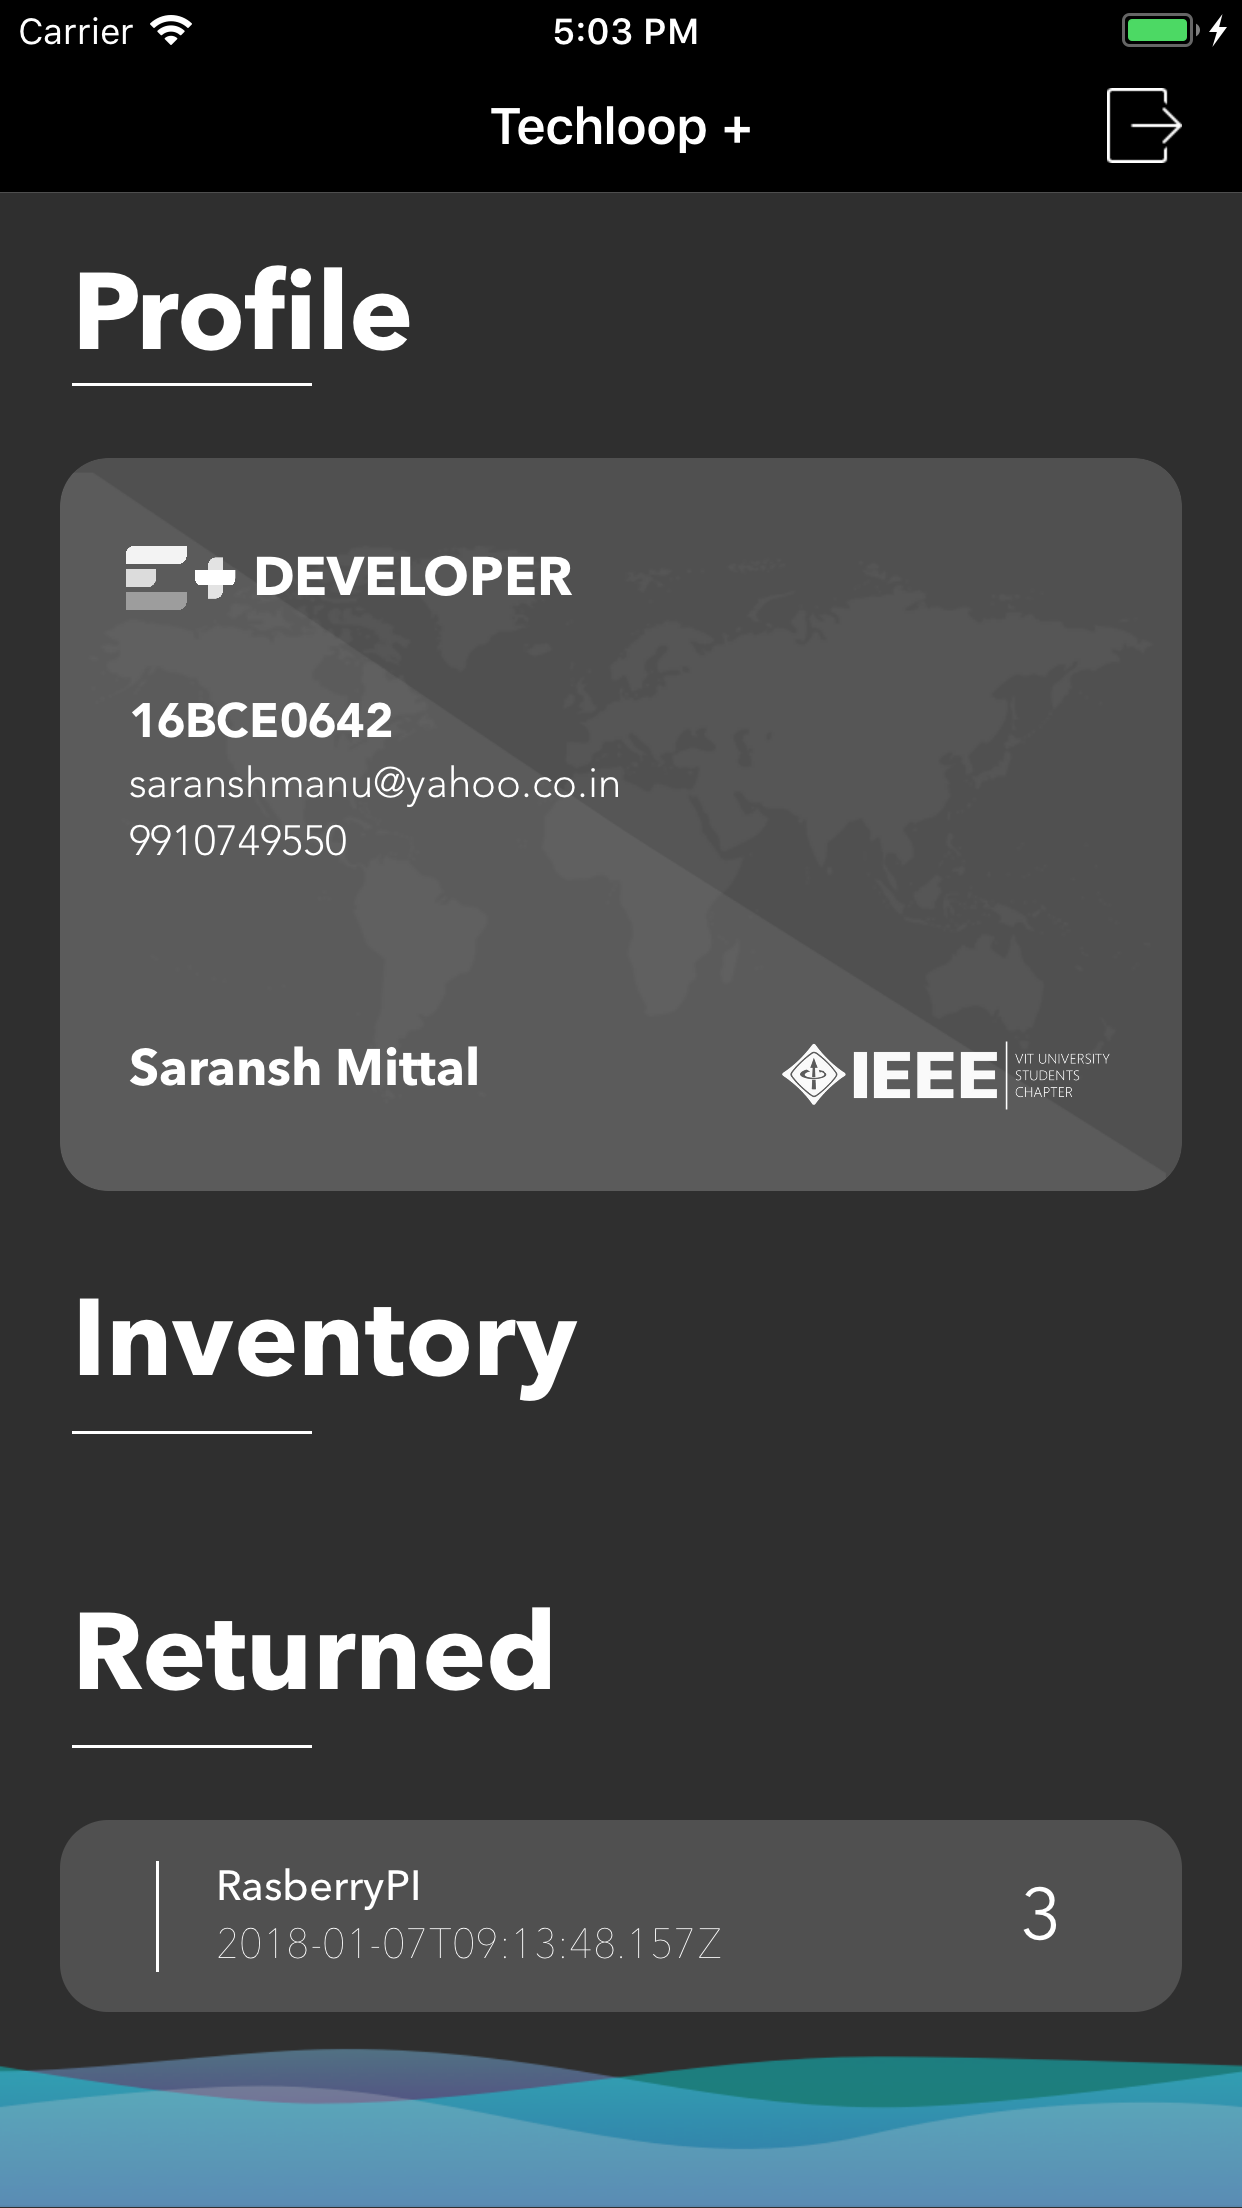 Carrier 5:03 PM
Techloop +
Profile
E+ DEVELOPER
16BCE0642
saranshmanu@yahoo.co.in
9910749550
Saransh Mittal
IEEE
VIT UNIVERSITY
STUDENTS
CHAPTER
Inventory
Returned
RasberryPI
2018-01-07T09:13:48.157Z
3